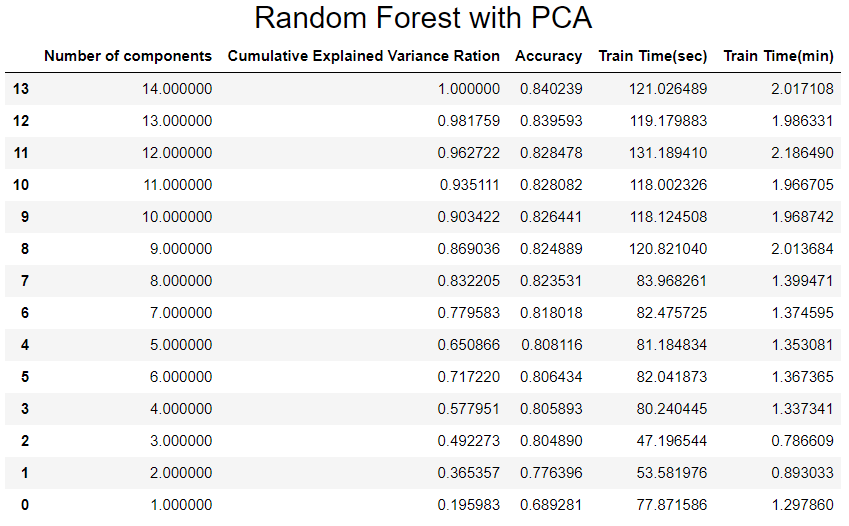 Random Forest with PCA
Number of components Cumulative Explained Variance Ration Accuracy Train Time(sec) Train Time(min)
13 14.000000 1.000000 0.840239 121.026489 2.017108
12 13.000000 0.981759 0.839593 119.179883 1.986331
11 12.000000 0.962722 0.828478 131.189410 2.186490
10 11.000000 0.935111 0.828082 118.002326 1.966705
9 10.000000 0.903422 0.826441 118.124508 1.968742
8 9.000000 0.869036 0.824889 120.821040 2.013684
7 8.000000 0.832205 0.823531 83.968261 1.399471
6 7.000000 0.779583 0.818018 82.475725 1.374595
4 5.000000 0.650866 0.808116 81.184834 1.353081
5 6.000000 0.717220 0.806434 82.041873 1.367365
3 4.000000 0.577951 0.805893 80.240445 1.337341
2 3.000000 0.492273 0.804890 47.196544 0.786609
1 2.000000 0.365357 0.776396 53.581976 0.893033
0 1.000000 0.195983 0.689281 77.871586 1.297860